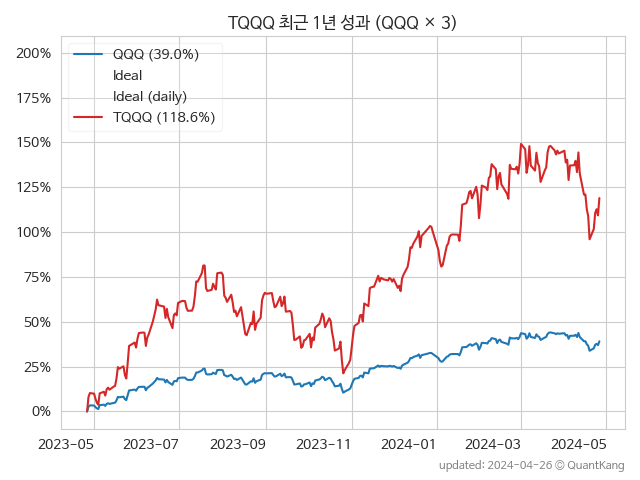 TQQQ 최근 1년 성과 (QQQ × 3)
QQQ (39.0%)
Ideal
Ideal (daily)
TQQQ (118.6%)
200%
175%
150%
125%
100%
75%
50%
25%
0%
2023-05 2023-07 2023-09 2023-11 2024-01 2024-03 2024-05
updated: 2024-04-26 © QuantKang